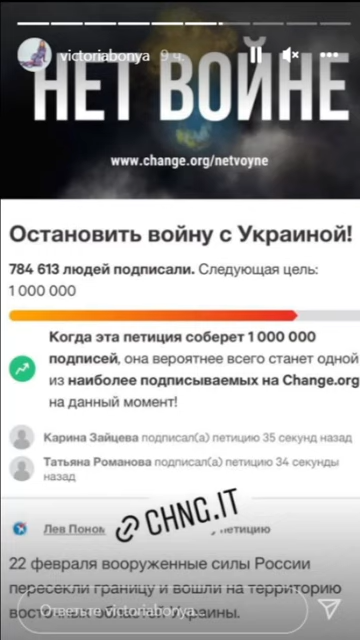 victoriabonya 9 ч.
НЕТ ВОЙНЕ
www.change.org/netvoyne
Остановить войну с Украиной!
784 613 людей подписали. Следующая цель:
1 000 000
Когда эта петиция соберет 1 000 000
подписей, она вероятнее всего станет одной
из наиболее подписываемых на Change.org
на данный момент!
Карина Зайцева подписал(а) петицию 35 секунд назад
Татьяна Романова подписал(а) петицию 34 секунды
назад
CHNG.IT
Лев Поном петицию
22 февраля вооруженные силы России
пересекли границу и вошли на территорию
Украины.
Ответьте victoriabonya...